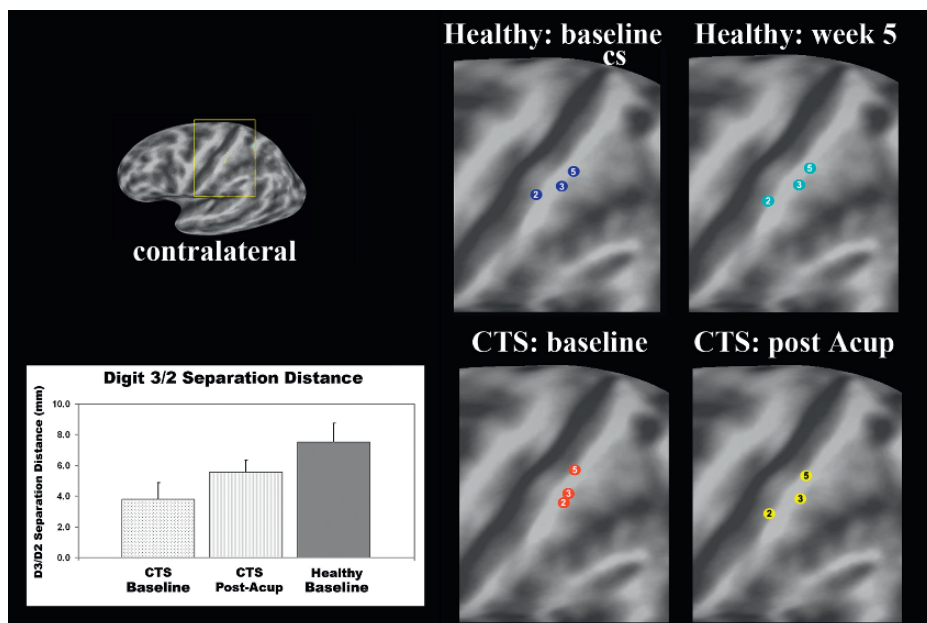 Healthy: baseline
cs
Healthy: week 5
5
3
2
5
3
2
contralateral
CTS: baseline
CTS: post Acup
5
3
2
5
3
2
Digit 3/2 Separation Distance
D3/D2 Separation Distance (mm)
10.0
8.0
6.0
4.0
2.0
0.0
CTS
Baseline
CTS
Post-Acup
Healthy
Baseline